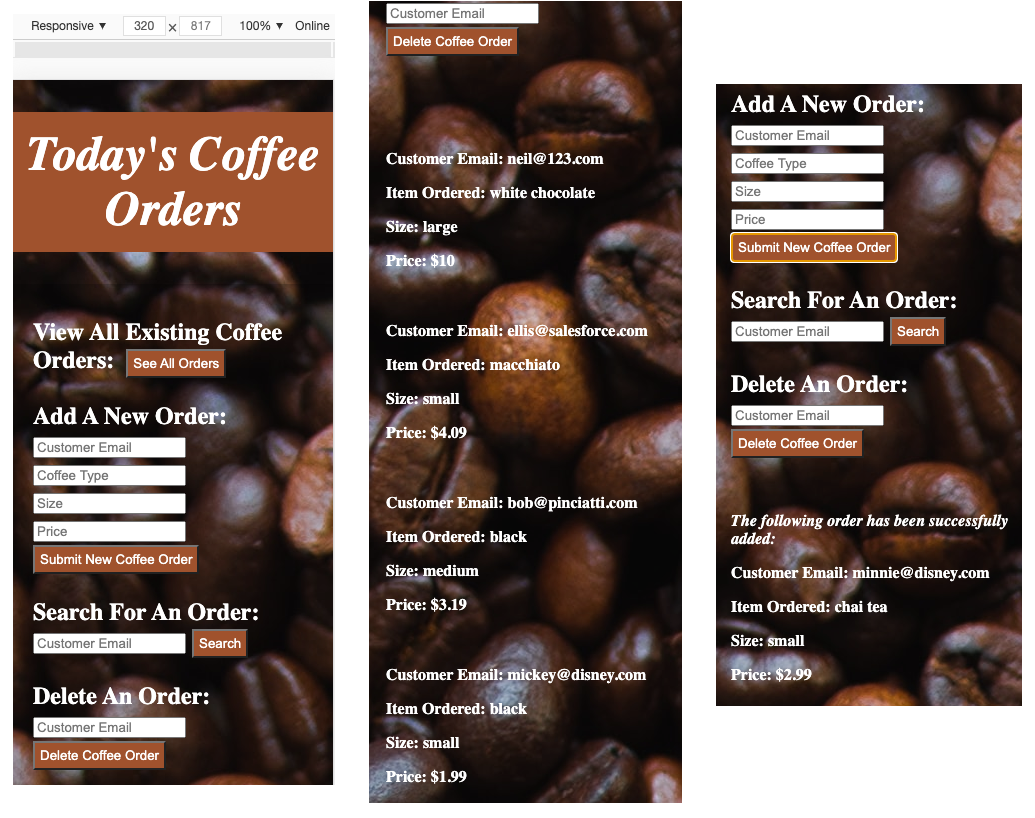 Responsive ▼ 320 × 817 100% ▼ Online
Today's Coffee
Orders
View All Existing Coffee
Orders: See All Orders
Add A New Order:
Customer Email
Coffee Type
Size
Price
Submit New Coffee Order
Search For An Order:
Customer Email Search
Delete An Order:
Customer Email
Delete Coffee Order
Customer Email
Delete Coffee Order
Customer Email: neil@123.com
Item Ordered: white chocolate
Size: large
Price: $10
Customer Email: ellis@salesforce.com
Item Ordered: macchiato
Size: small
Price: $4.09
Customer Email: bob@pinciatti.com
Item Ordered: black
Size: medium
Price: $3.19
Customer Email: mickey@disney.com
Item Ordered: black
Size: small
Price: $1.99
Add A New Order:
Customer Email
Coffee Type
Size
Price
Submit New Coffee Order
Search For An Order:
Customer Email Search
Delete An Order:
Customer Email
Delete Coffee Order
The following order has been successfully
added:
Customer Email: minnie@disney.com
Item Ordered: chai tea
Size: small
Price: $2.99